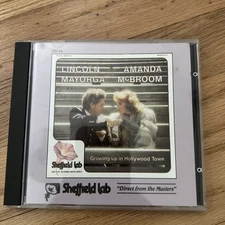 LINCOLN AMANDA
MAYORGA McBROOM
Growing up in Hollywood Town
Sheffield Lab
Sheffield Lab "Direct from the Masters"